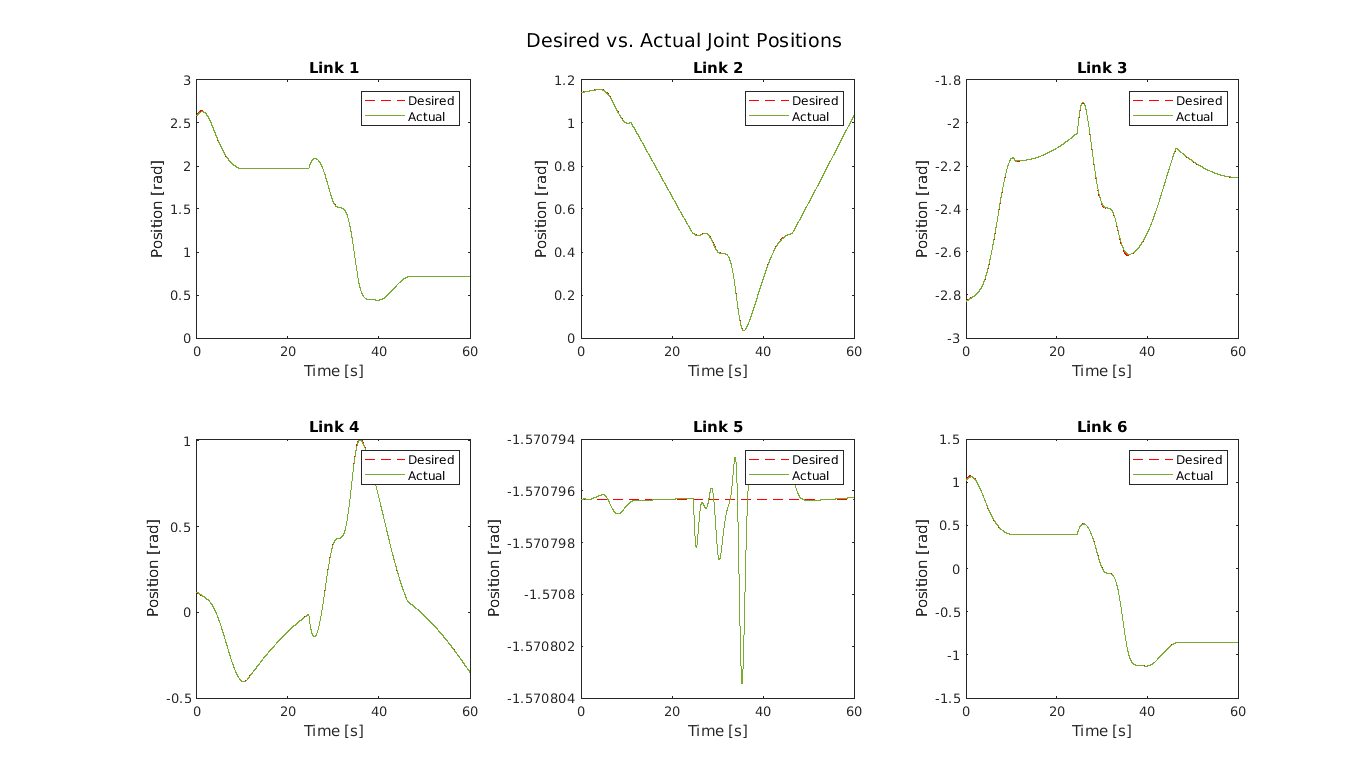 Desired vs. Actual Joint Positions
Link 1
3
2.5
2
1.5
1
0.5
0
0 20 40 60
Position [rad]
Time [s]
Desired
Actual
Link 2
1.2
1
0.8
0.6
0.4
0.2
0
0 20 40 60
Position [rad]
Time [s]
Desired
Actual
Link 3
-1.8
-2
-2.2
-2.4
-2.6
-2.8
-3
0 20 40 60
Position [rad]
Time [s]
Desired
Actual
Link 4
1
0.5
0
-0.5
0 20 40 60
Position [rad]
Time [s]
Desired
Actual
Link 5
-1.570794
-1.570796
-1.570798
-1.5708
-1.570802
-1.570804
0 20 40 60
Position [rad]
Time [s]
Desired
Actual
Link 6
1.5
1
0.5
0
-0.5
-1
-1.5
0 20 40 60
Position [rad]
Time [s]
Desired
Actual